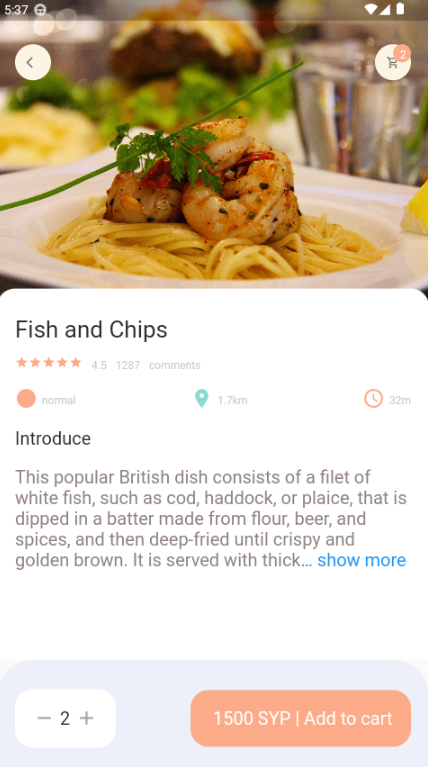 5:37
2
Fish and Chips
4.5 1287 comments
normal 1.7km 32m
Introduce
This popular British dish consists of a filet of
white fish, such as cod, haddock, or plaice, that is
dipped in a batter made from flour, beer, and
spices, and then deep-fried until crispy and
golden brown. It is served with thick... show more
2 1500 SYP | Add to cart